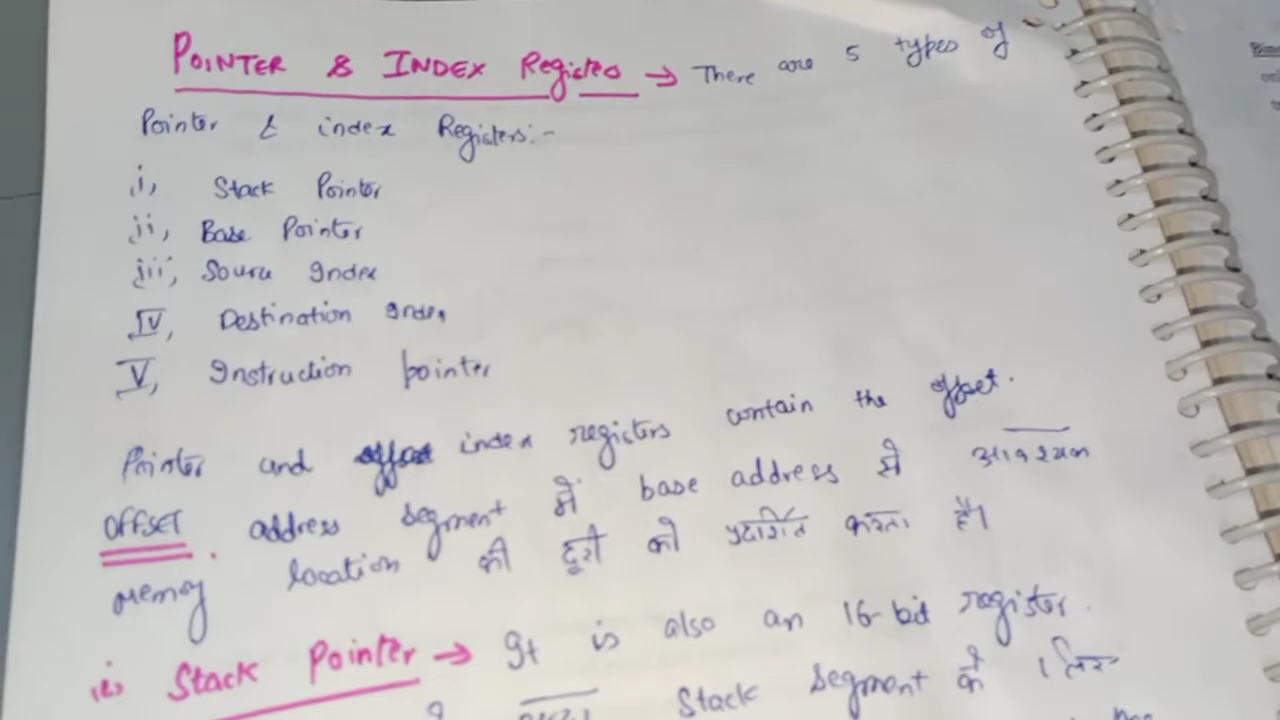 POINTER & INDEX Registers → There are 5 types of
Pointer & index Registers:-
i, Stack Pointer
ii, Base Pointer
iii, Source Index
IV, Destination Index
V, Instruction pointer
Pointer and index registers contain the offset.
OFFSET address segment में base address से आवश्यक
memory location की दूरी को प्रदर्शित करता है।
i) Stack Pointer → It is also an 16-bit register.
Stack segment के लिए